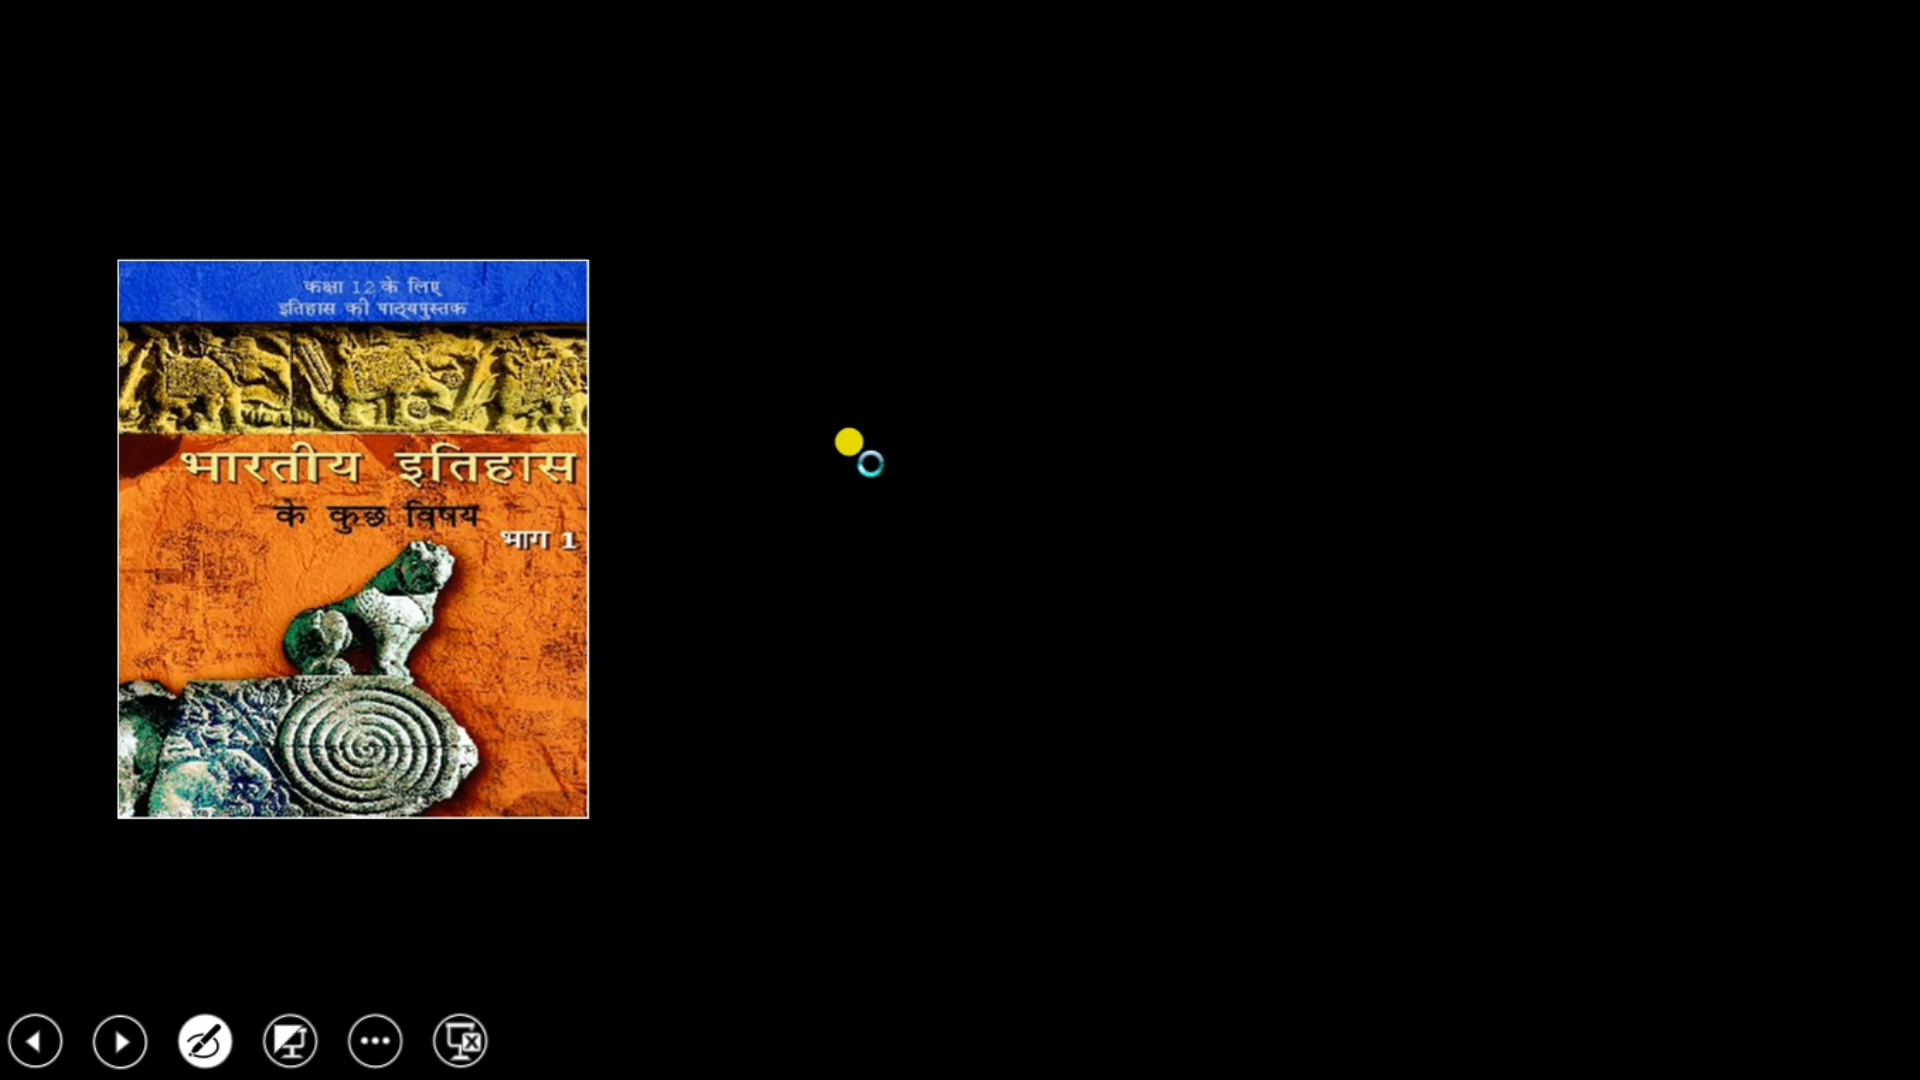 कक्षा 12 के लिए
इतिहास की पाठ्यपुस्तक
भारतीय इतिहास
के कुछ विषय
भाग 1